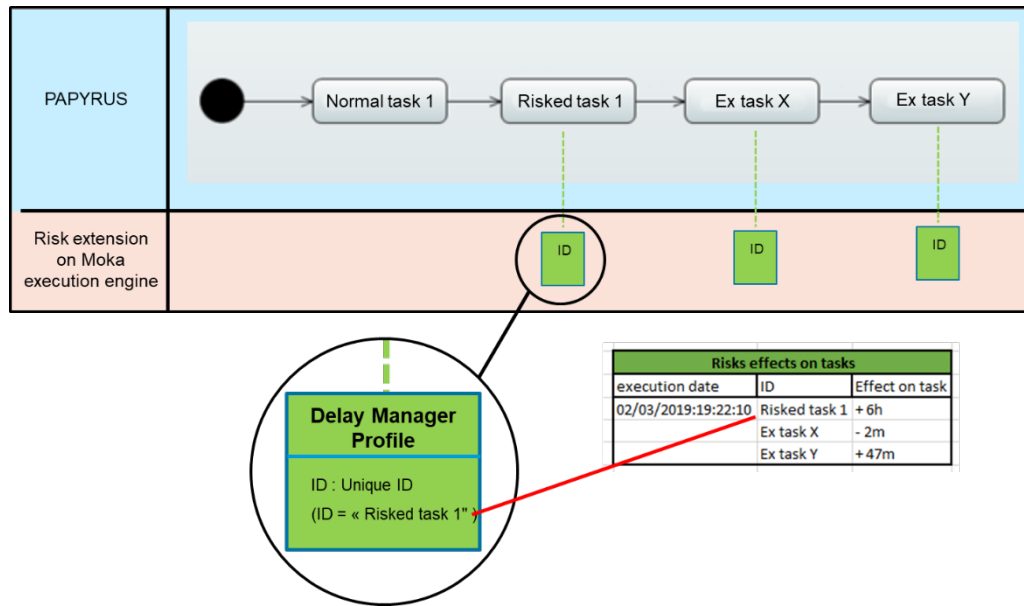 PAPYRUS
Normal task 1
Risked task 1
Ex task X
Ex task Y
Risk extension
on Moka
execution engine
ID
ID
ID
Delay Manager
Profile
ID : Unique ID
(ID = « Risked task 1" )
Risks effects on tasks
execution date ID Effect on task
02/03/2019:19:22:10 Risked task 1 + 6h
Ex task X - 2m
Ex task Y + 47m